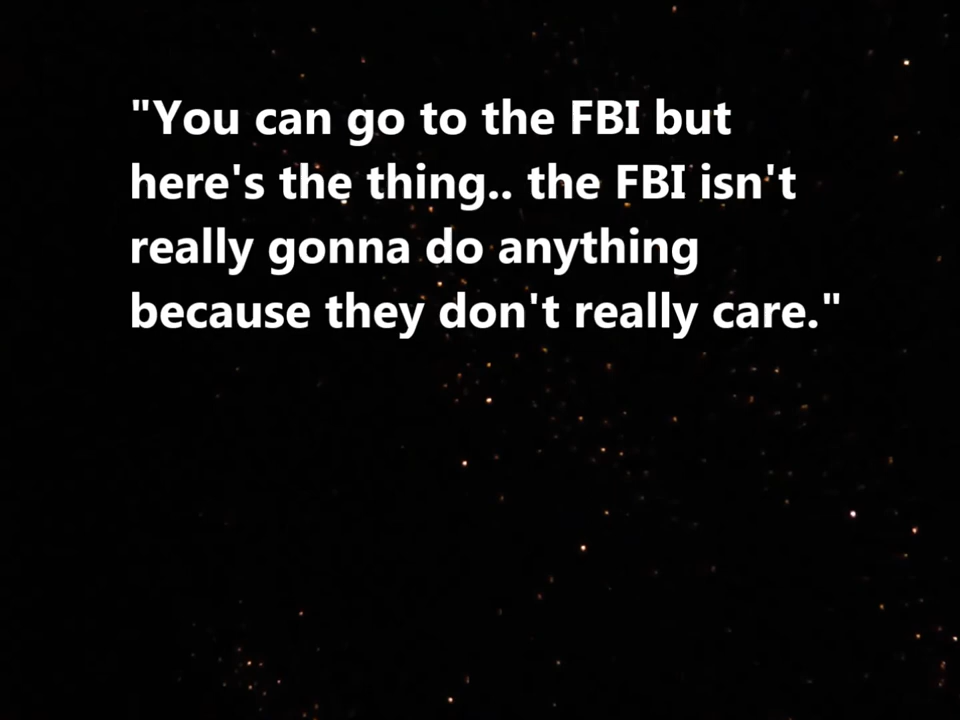 "You can go to the FBI but
here's the thing.. the FBI isn't
really gonna do anything
because they don't really care."